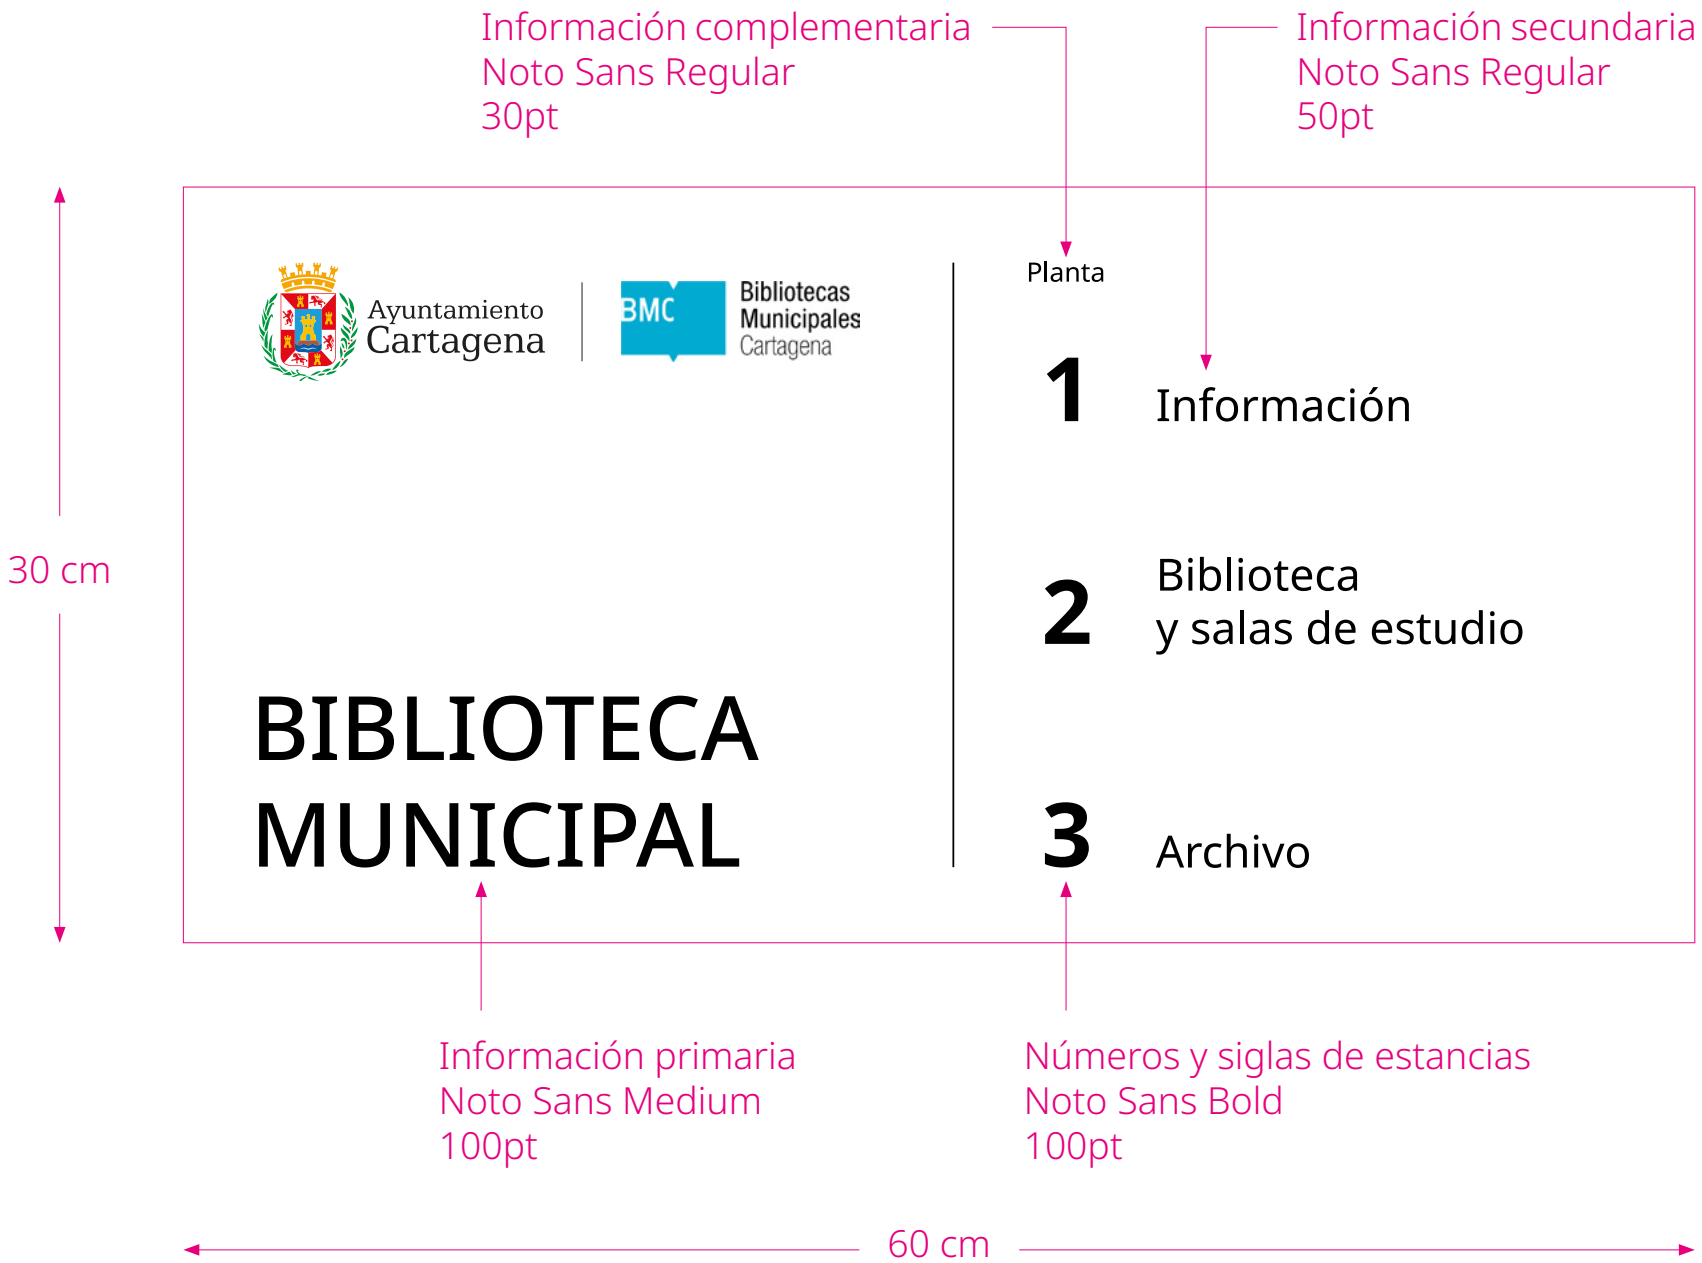 Información complementaria
Noto Sans Regular
30pt
Información secundaria
Noto Sans Regular
50pt
30 cm
Ayuntamiento
Cartagena
BMC
Bibliotecas
Municipales
Cartagena
BIBLIOTECA
MUNICIPAL
Planta
1 Información
2 Biblioteca
y salas de estudio
3 Archivo
Información primaria
Noto Sans Medium
100pt
Números y siglas de estancias
Noto Sans Bold
100pt
60 cm